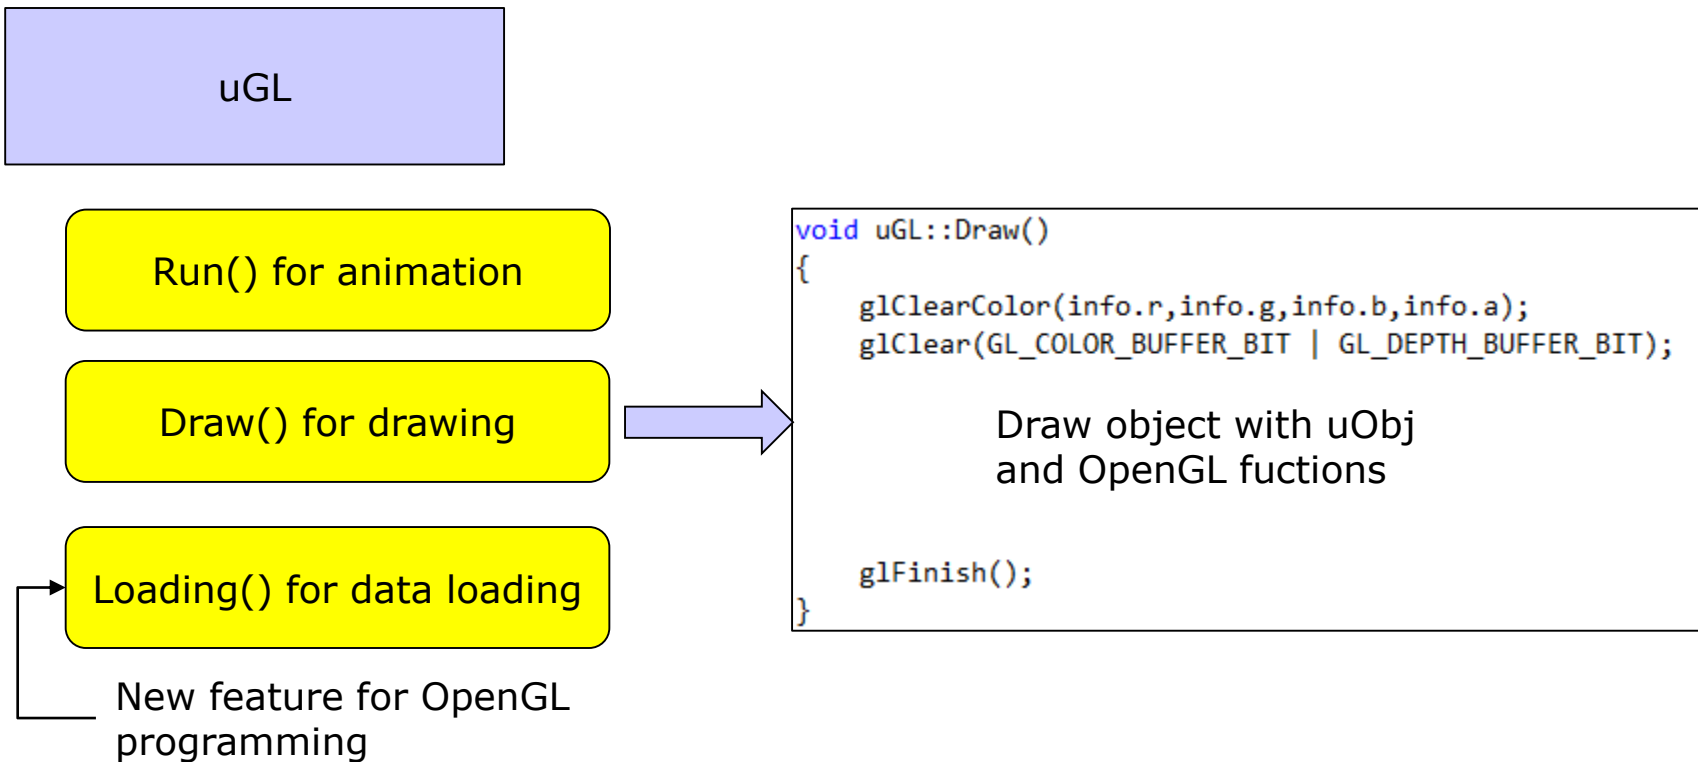 uGL
Run() for animation
Draw() for drawing
Loading() for data loading
New feature for OpenGL
programming
void uGL::Draw()
{
glClearColor(info.r,info.g,info.b,info.a);
glClear(GL_COLOR_BUFFER_BIT | GL_DEPTH_BUFFER_BIT);
Draw object with uObj
and OpenGL fuctions
glFinish();
}